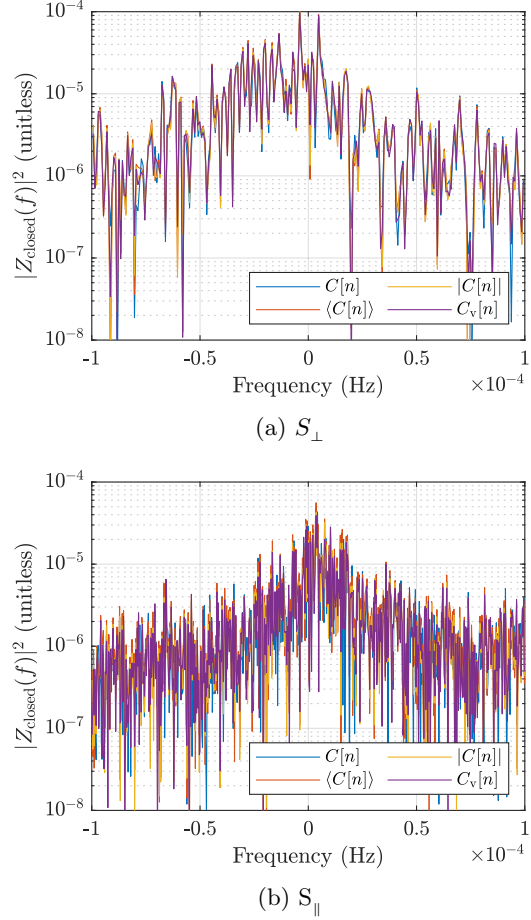 10⁻⁴
10⁻⁵
10⁻⁶
10⁻⁷
10⁻⁸
|Z_closed(f)|² (unitless)
C[n] |C[n]|
⟨C[n]⟩ C_v[n]
-1 -0.5 0 0.5 1
Frequency (Hz) ×10⁻⁴
(a) S_⊥
10⁻⁴
10⁻⁵
10⁻⁶
10⁻⁷
10⁻⁸
|Z_closed(f)|² (unitless)
C[n] |C[n]|
⟨C[n]⟩ C_v[n]
-1 -0.5 0 0.5 1
Frequency (Hz) ×10⁻⁴
(b) S_∥